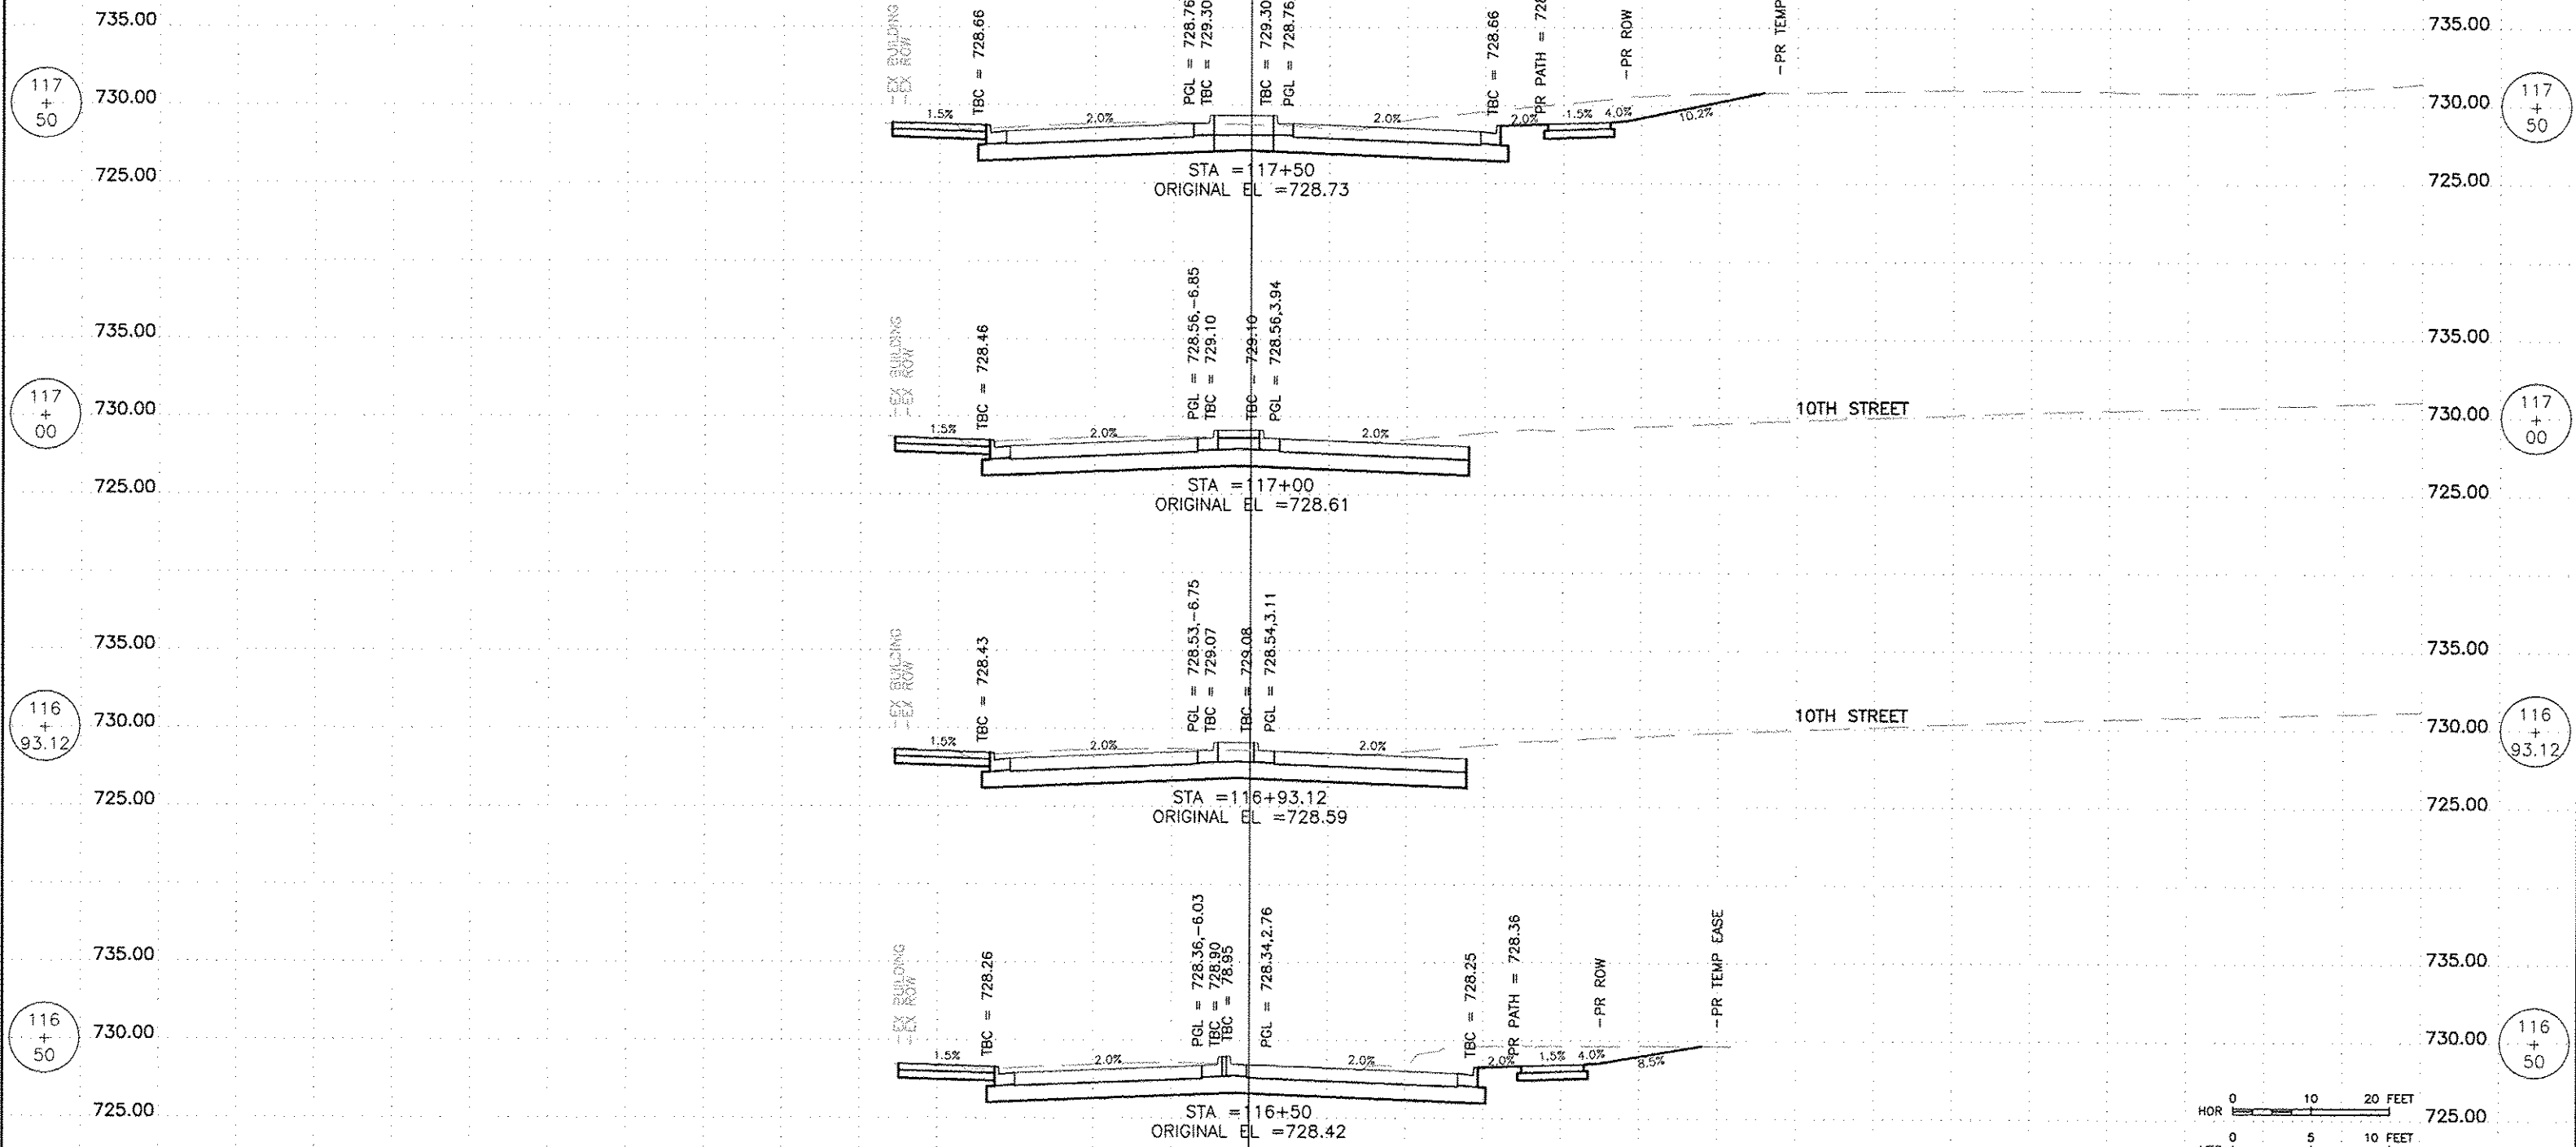 735.00
-EX BUILDING
-EX ROW
TBC = 728.66
PGL = 728.76
TBC = 729.30
TBC = 729.30
PGL = 728.76
TBC = 728.66
PR PATH = 728
-PR ROW
-PR TEMP
735.00
117
+
50
730.00
1.5%
2.0%
2.0%
2.0%
-1.5%
4.0%
10.2%
730.00
117
+
50
725.00
STA =117+50
ORIGINAL EL =728.73
725.00
735.00
-EX BUILDING
-EX ROW
TBC = 728.46
PGL = 728.56,-6.85
TBC = 729.10
TBC = 729.10
PGL = 728.56,3.94
735.00
117
+
00
730.00
1.5%
2.0%
2.0%
10TH STREET
730.00
117
+
00
725.00
STA =117+00
ORIGINAL EL =728.61
725.00
735.00
-EX BUILDING
-EX ROW
TBC = 728.43
PGL = 728.53,-6.75
TBC = 729.07
TBC = 729.08
PGL = 728.54,3.11
735.00
116
+
93.12
730.00
1.5%
2.0%
2.0%
10TH STREET
730.00
116
+
93.12
725.00
STA =116+93.12
ORIGINAL EL =728.59
725.00
735.00
-EX BUILDING
-EX ROW
TBC = 728.26
PGL = 728.36,-6.03
TBC = 728.90
TBC = 78.95
PGL = 728.34,2.76
TBC = 728.25
PR PATH = 728.36
-PR ROW
-PR TEMP EASE
735.00
116
+
50
730.00
1.5%
2.0%
2.0%
2.0%
1.5%
4.0%
8.5%
730.00
116
+
50
725.00
STA =116+50
ORIGINAL EL =728.42
HOR 0 10 20 FEET
725.00
0 5 10 FEET